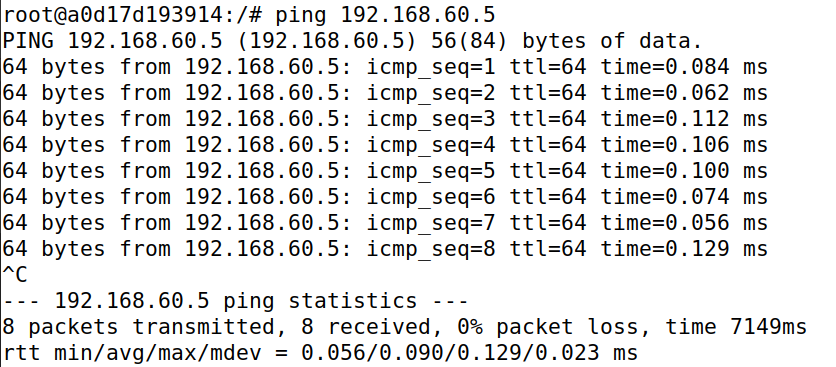 root@a0d17d193914:/# ping 192.168.60.5
PING 192.168.60.5 (192.168.60.5) 56(84) bytes of data.
64 bytes from 192.168.60.5: icmp_seq=1 ttl=64 time=0.084 ms
64 bytes from 192.168.60.5: icmp_seq=2 ttl=64 time=0.062 ms
64 bytes from 192.168.60.5: icmp_seq=3 ttl=64 time=0.112 ms
64 bytes from 192.168.60.5: icmp_seq=4 ttl=64 time=0.106 ms
64 bytes from 192.168.60.5: icmp_seq=5 ttl=64 time=0.100 ms
64 bytes from 192.168.60.5: icmp_seq=6 ttl=64 time=0.074 ms
64 bytes from 192.168.60.5: icmp_seq=7 ttl=64 time=0.056 ms
64 bytes from 192.168.60.5: icmp_seq=8 ttl=64 time=0.129 ms
^C
--- 192.168.60.5 ping statistics ---
8 packets transmitted, 8 received, 0% packet loss, time 7149ms
rtt min/avg/max/mdev = 0.056/0.090/0.129/0.023 ms